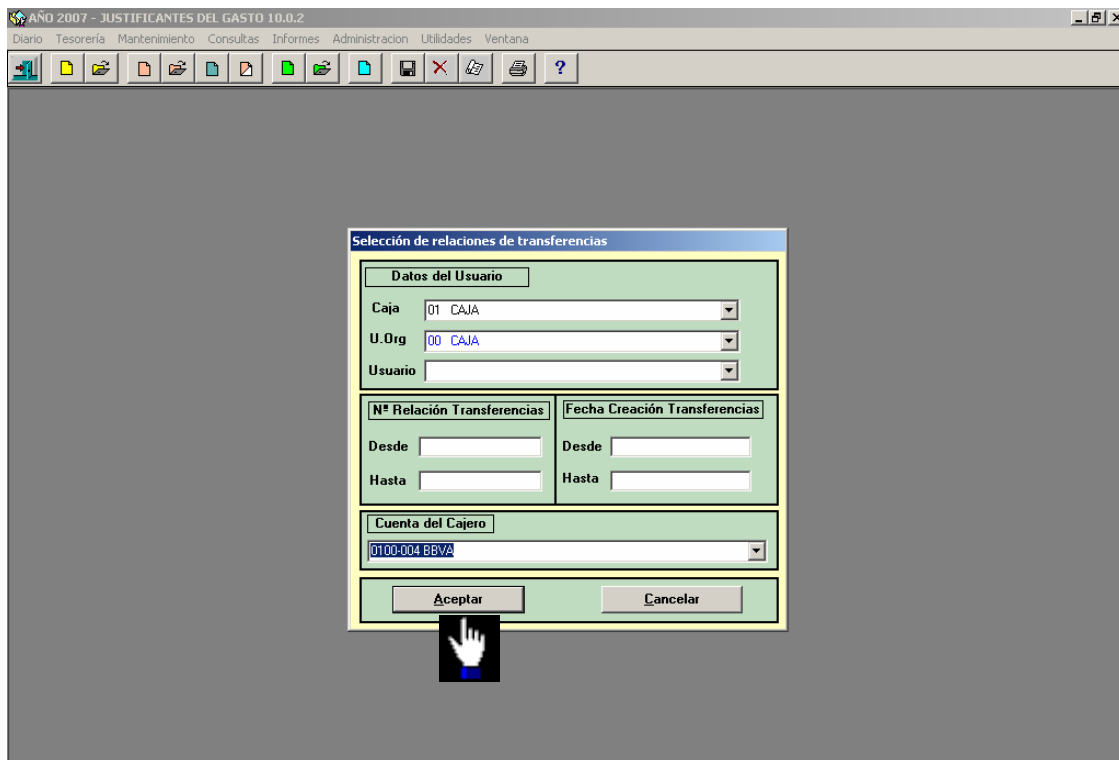 AÑO 2007 - JUSTIFICANTES DEL GASTO 10.0.2
Diario Tesorería Mantenimiento Consultas Informes Administracion Utilidades Ventana
?
Selección de relaciones de transferencias
Datos del Usuario
Caja 01 CAJA
U.Org 00 CAJA
Usuario
Nº Relación Transferencias Fecha Creación Transferencias
Desde Desde
Hasta Hasta
Cuenta del Cajero
0100-004 BBVA
Aceptar Cancelar